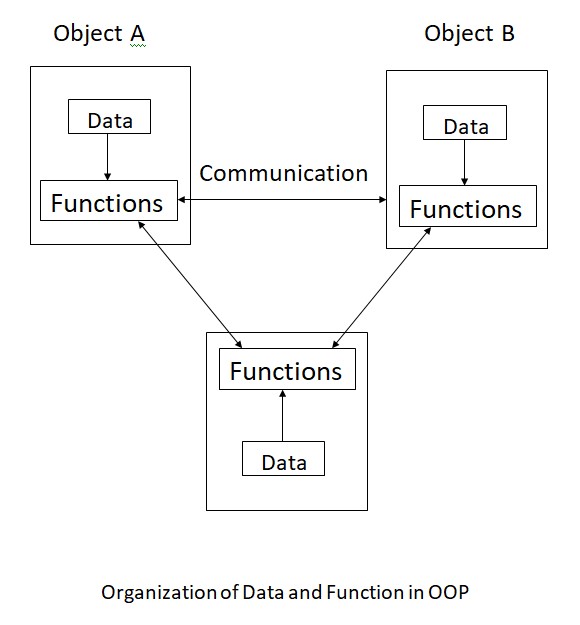 Object A
Object B
Data
Data
Communication
Functions
Functions
Functions
Data
Organization of Data and Function in OOP